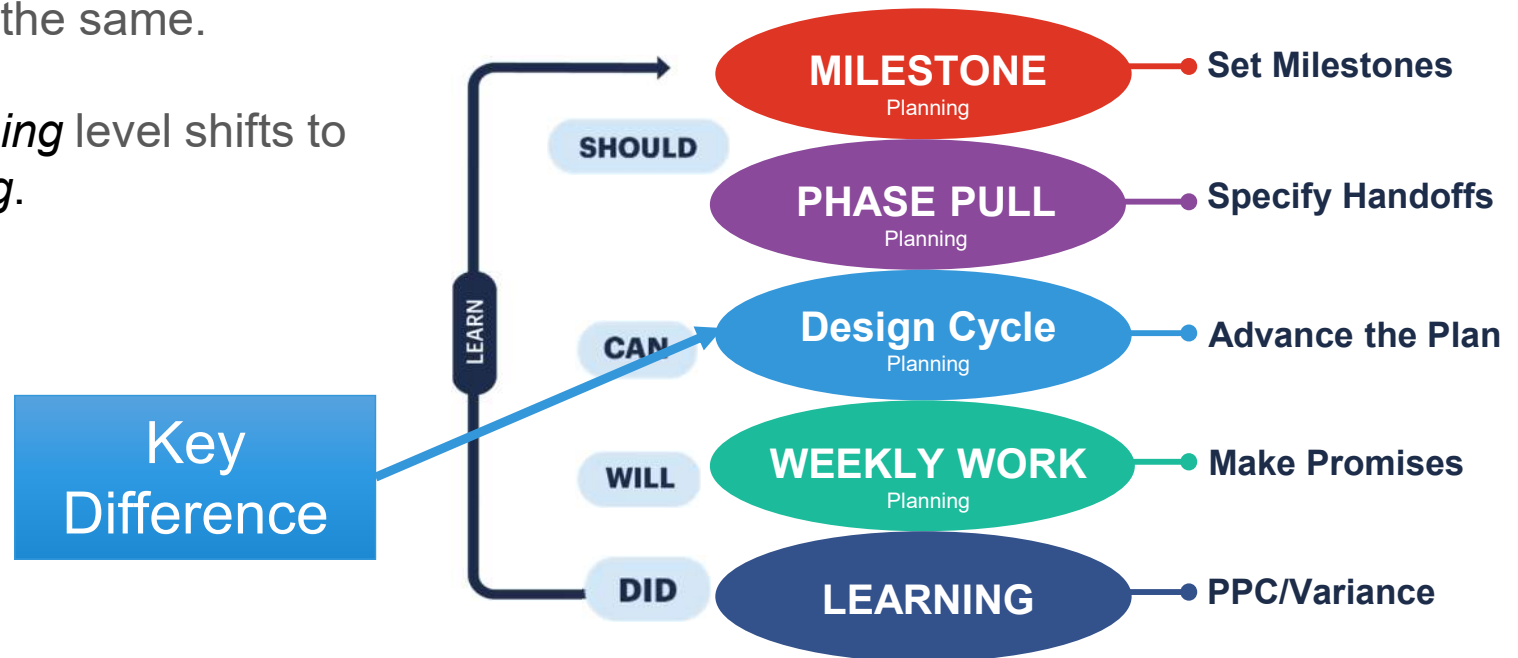 the same.
ing level shifts to
g.
MILESTONE
Planning
Set Milestones
SHOULD
PHASE PULL
Planning
Specify Handoffs
LEARN
Design Cycle
Planning
CAN
Advance the Plan
Key
Difference
WEEKLY WORK
Planning
WILL
Make Promises
DID
LEARNING
PPC/Variance